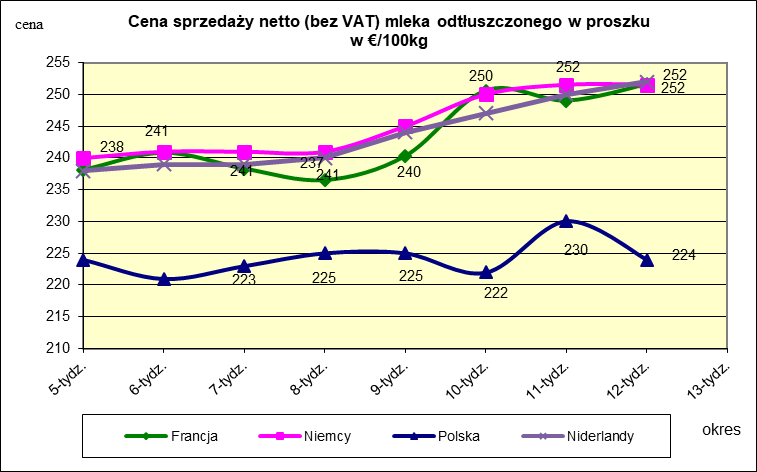 cena
Cena sprzedaży netto (bez VAT) mleka odtłuszczonego w proszku
w €/100kg
255
250
245
240
235
230
225
220
215
210
238
241
241
237
241
240
250
252
252
252
223
225
225
222
230
224
5-tydz.
6-tydz.
7-tydz.
8-tydz.
9-tydz.
10-tydz.
11-tydz.
12-tydz.
13-tydz.
okres
Francja Niemcy Polska Niderlandy